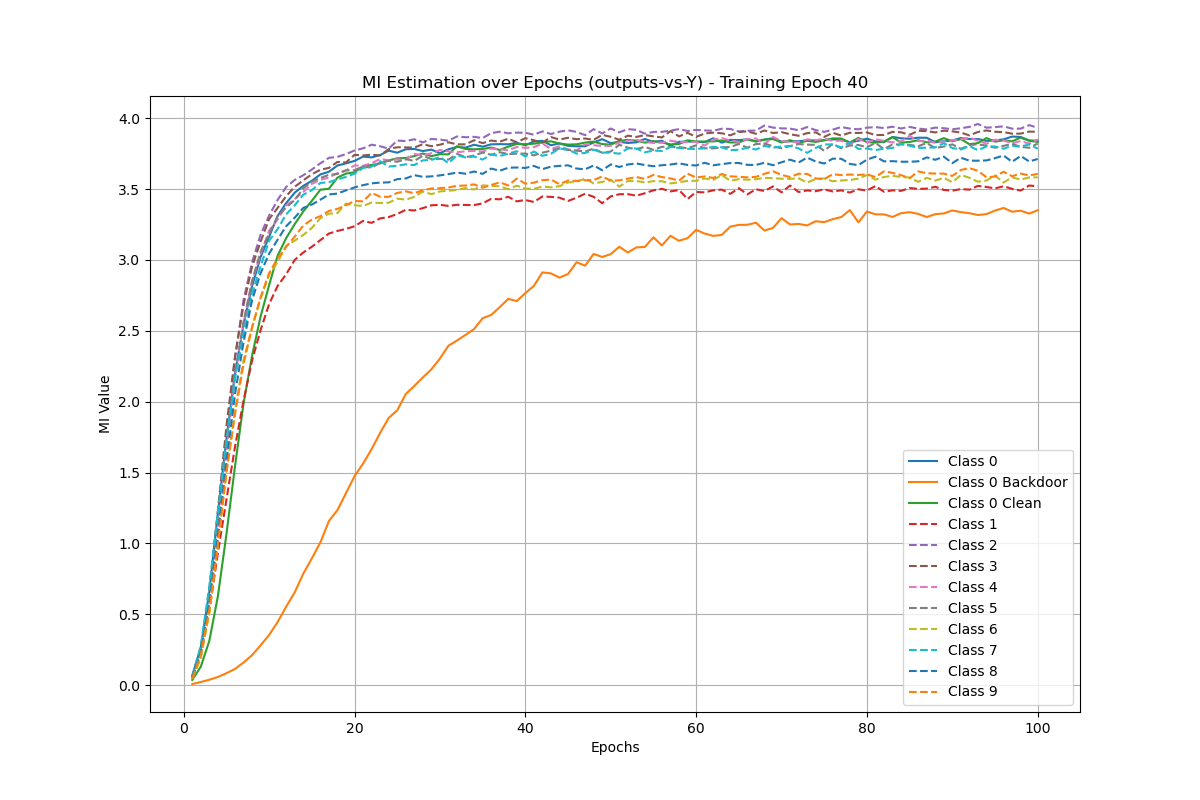 MI Estimation over Epochs (outputs-vs-Y) - Training Epoch 40
MI Value
4.0
3.5
3.0
2.5
2.0
1.5
1.0
0.5
0.0
0
20
40
60
80
100
Epochs
Class 0
Class 0 Backdoor
Class 0 Clean
Class 1
Class 2
Class 3
Class 4
Class 5
Class 6
Class 7
Class 8
Class 9